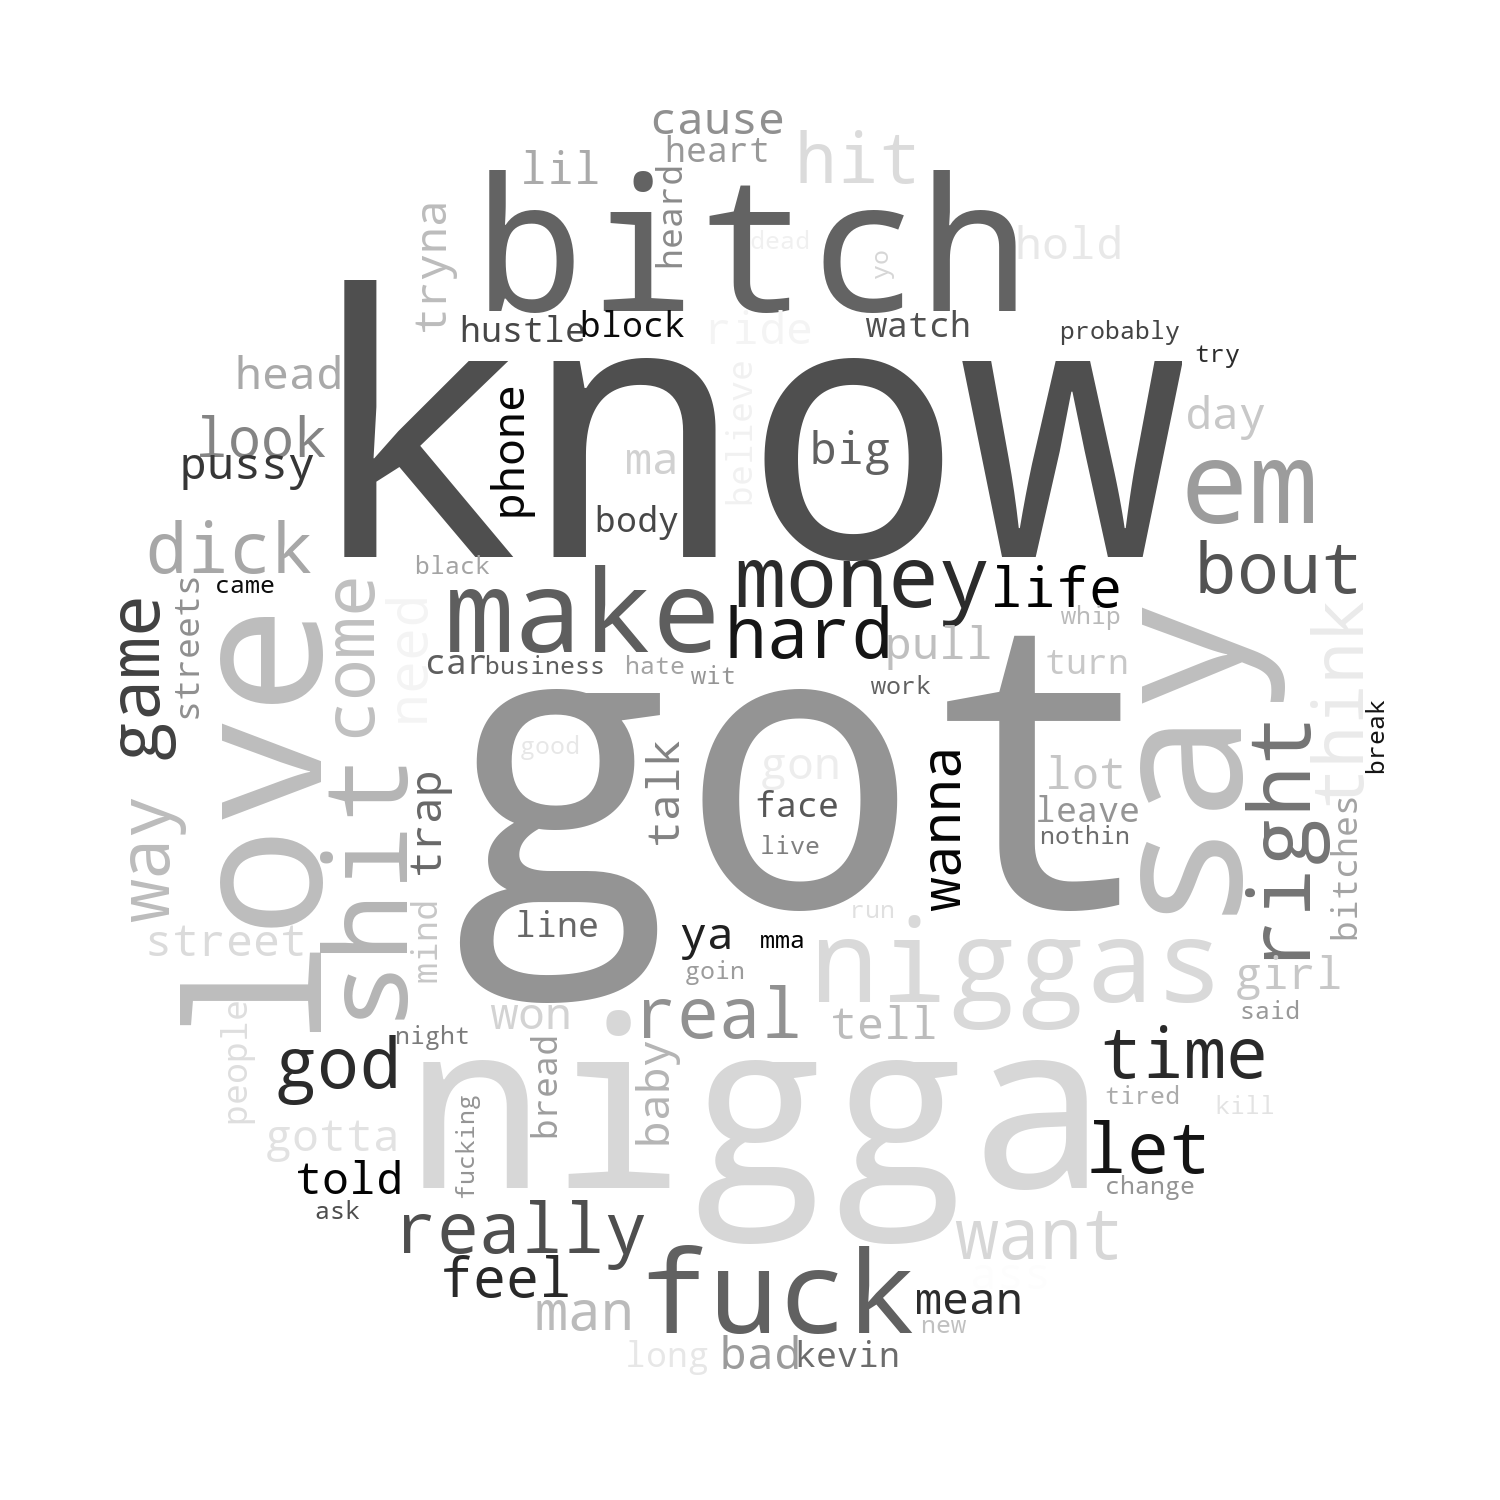 cause
heart
lil
hit
bitch
heard
tryna
dead
yo
hold
know
hustle
block
ride
watch
probably
try
head
look
pussy
phone
ma
believe
big
day
em
body
dick
black
came
streets
game
love
come
need
make
money
life
hard
bout
whip
pull
turn
car
business
hate
wit
work
got
say
think
right
break
good
gon
face
live
talk
wanna
lot
leave
nothin
bitches
way
shit
trap
street
mind
line
ya
mma
run
niggas
goin
girl
said
people
night
won
real
tell
god
bread
baby
nigga
time
tired
kill
gotta
fucking
told
ask
let
change
really
feel
want
man
fuck
mean
new
long
bad
kevin